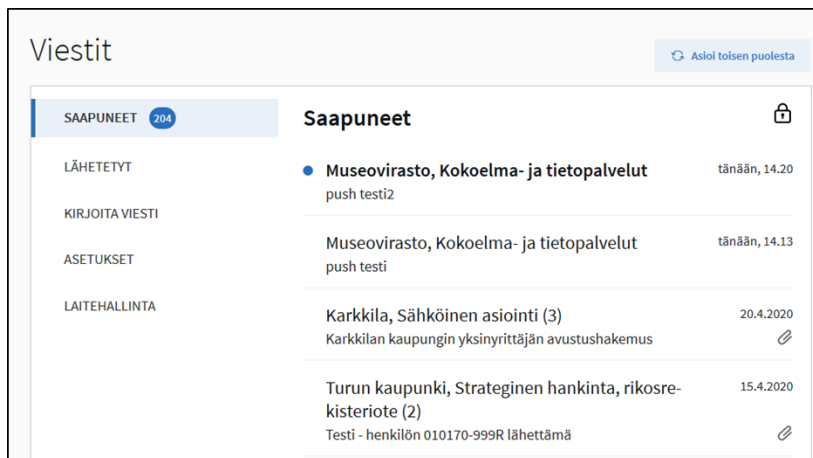 Viestit
Asioi toisen puolesta
SAAPUNEET 204
LÄHETETYT
KIRJOITA VIESTI
ASETUKSET
LAITEHALLINTA
Saapuneet
Museovirasto, Kokoelma- ja tietopalvelut tänään, 14.20
push testi2
Museovirasto, Kokoelma- ja tietopalvelut tänään, 14.13
push testi
Karkkila, Sähköinen asiointi (3) 20.4.2020
Karkkilan kaupungin yksinyrittäjän avustushakemus
Turun kaupunki, Strateginen hankinta, rikosre- 15.4.2020
kisteriote (2)
Testi - henkilön 010170-999R lähettämä